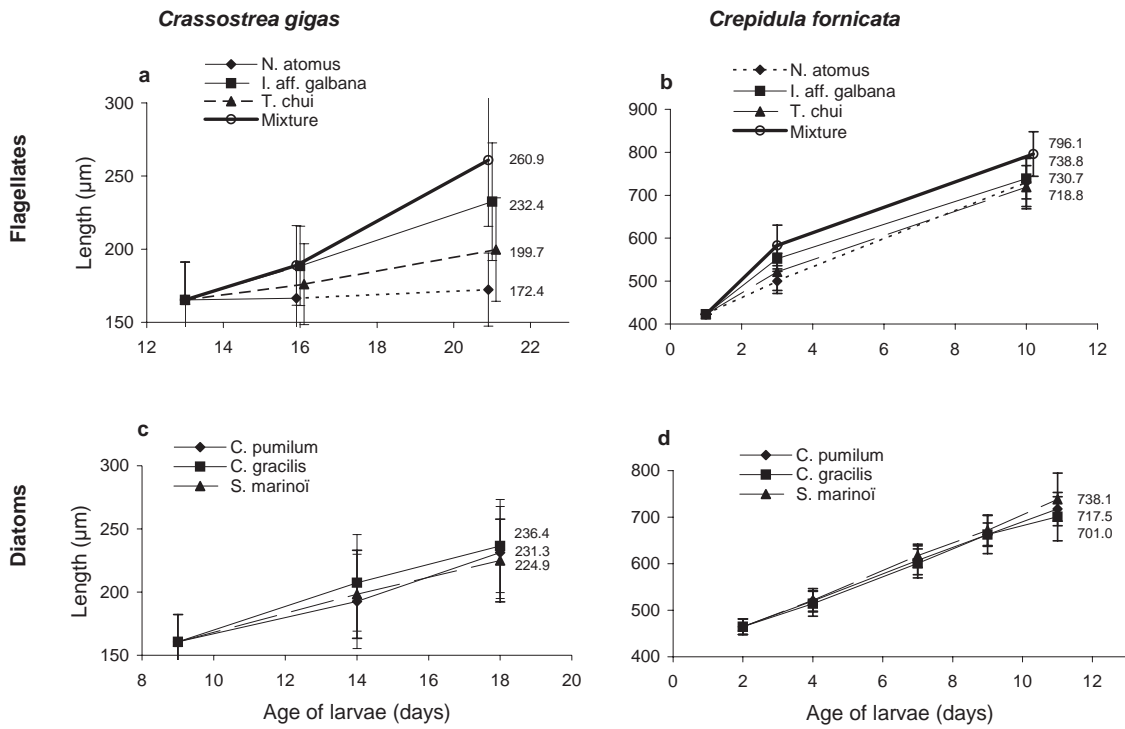 Crassostrea gigas
Crepidula fornicata
Flagellates
a
N. atomus
I. aff. galbana
T. chui
Mixture
Length (µm)
300
250
200
150
12 14 16 18 20 22
260.9
232.4
199.7
172.4
b
N. atomus
I. aff. galbana
T. chui
Mixture
900
800
700
600
500
400
0 2 4 6 8 10 12
796.1
738.8
730.7
718.8
Diatoms
c
C. pumilum
C. gracilis
S. marinoï
Length (µm)
300
250
200
150
8 10 12 14 16 18 20
236.4
231.3
224.9
Age of larvae (days)
d
C. pumilum
C. gracilis
S. marinoï
800
700
600
500
400
0 2 4 6 8 10 12
738.1
717.5
701.0
Age of larvae (days)